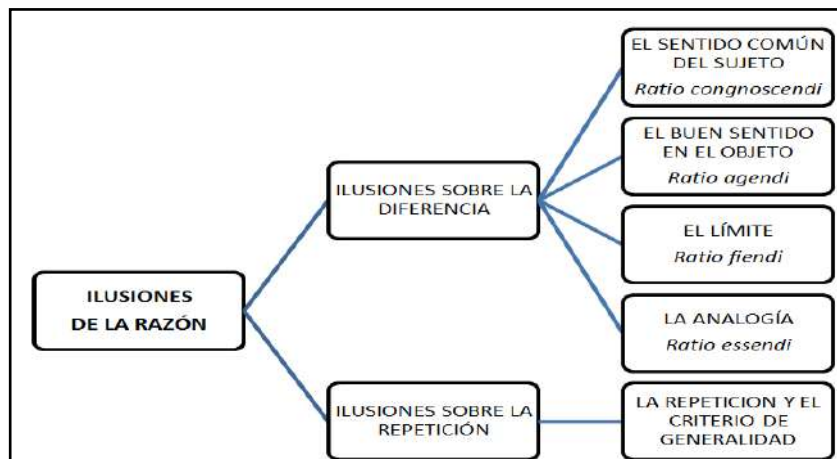 EL SENTIDO COMÚN
DEL SUJETO
Ratio congnoscendi
EL BUEN SENTIDO
EN EL OBJETO
Ratio agendi
ILUSIONES SOBRE LA
DIFERENCIA
EL LÍMITE
Ratio fiendi
ILUSIONES
DE LA RAZÓN
LA ANALOGÍA
Ratio essendi
ILUSIONES SOBRE LA
REPETICIÓN
LA REPETICION Y EL
CRITERIO DE
GENERALIDAD